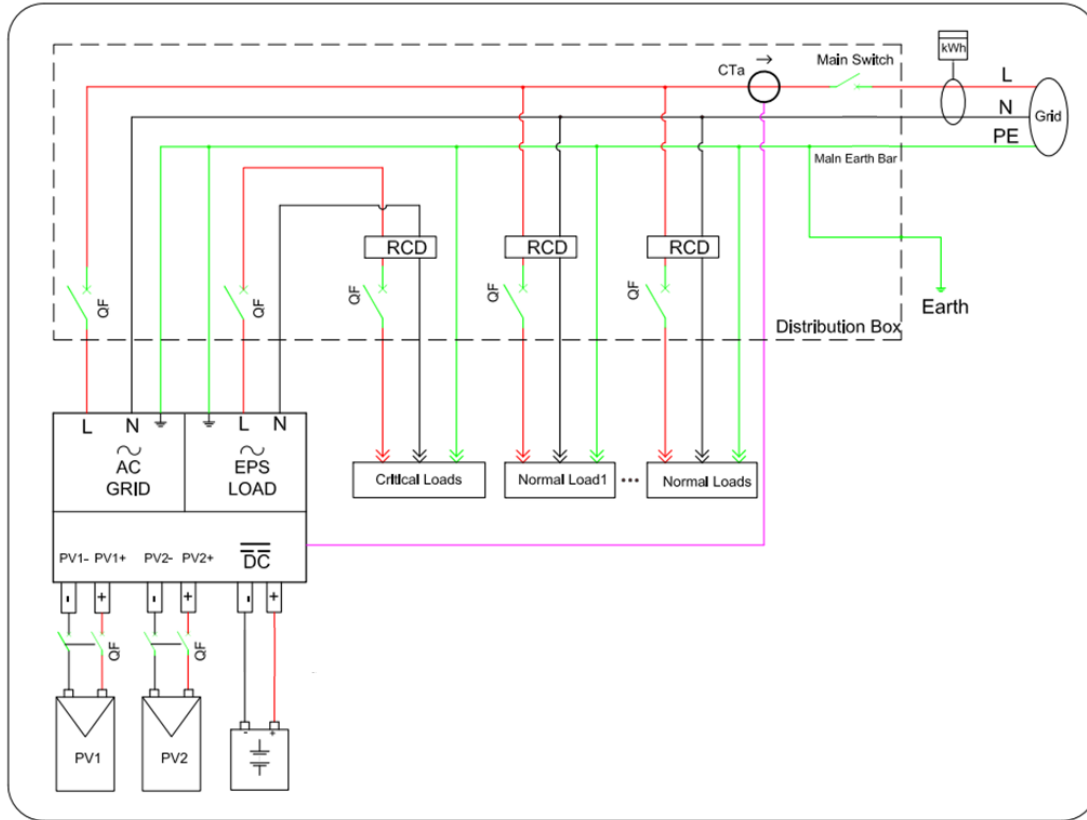 kWh
CTa
Main Switch
L
N
Grid
PE
Main Earth Bar
RCD
RCD
RCD
QF
QF
QF
QF
QF
Earth
Distribution Box
L
N
L
N
AC
GRID
EPS
LOAD
Critical Loads
Normal Load1
•••
Normal Loads
PV1-
PV1+
PV2-
PV2+
DC
-
+
-
+
-
+
QF
QF
-
+
PV1
PV2